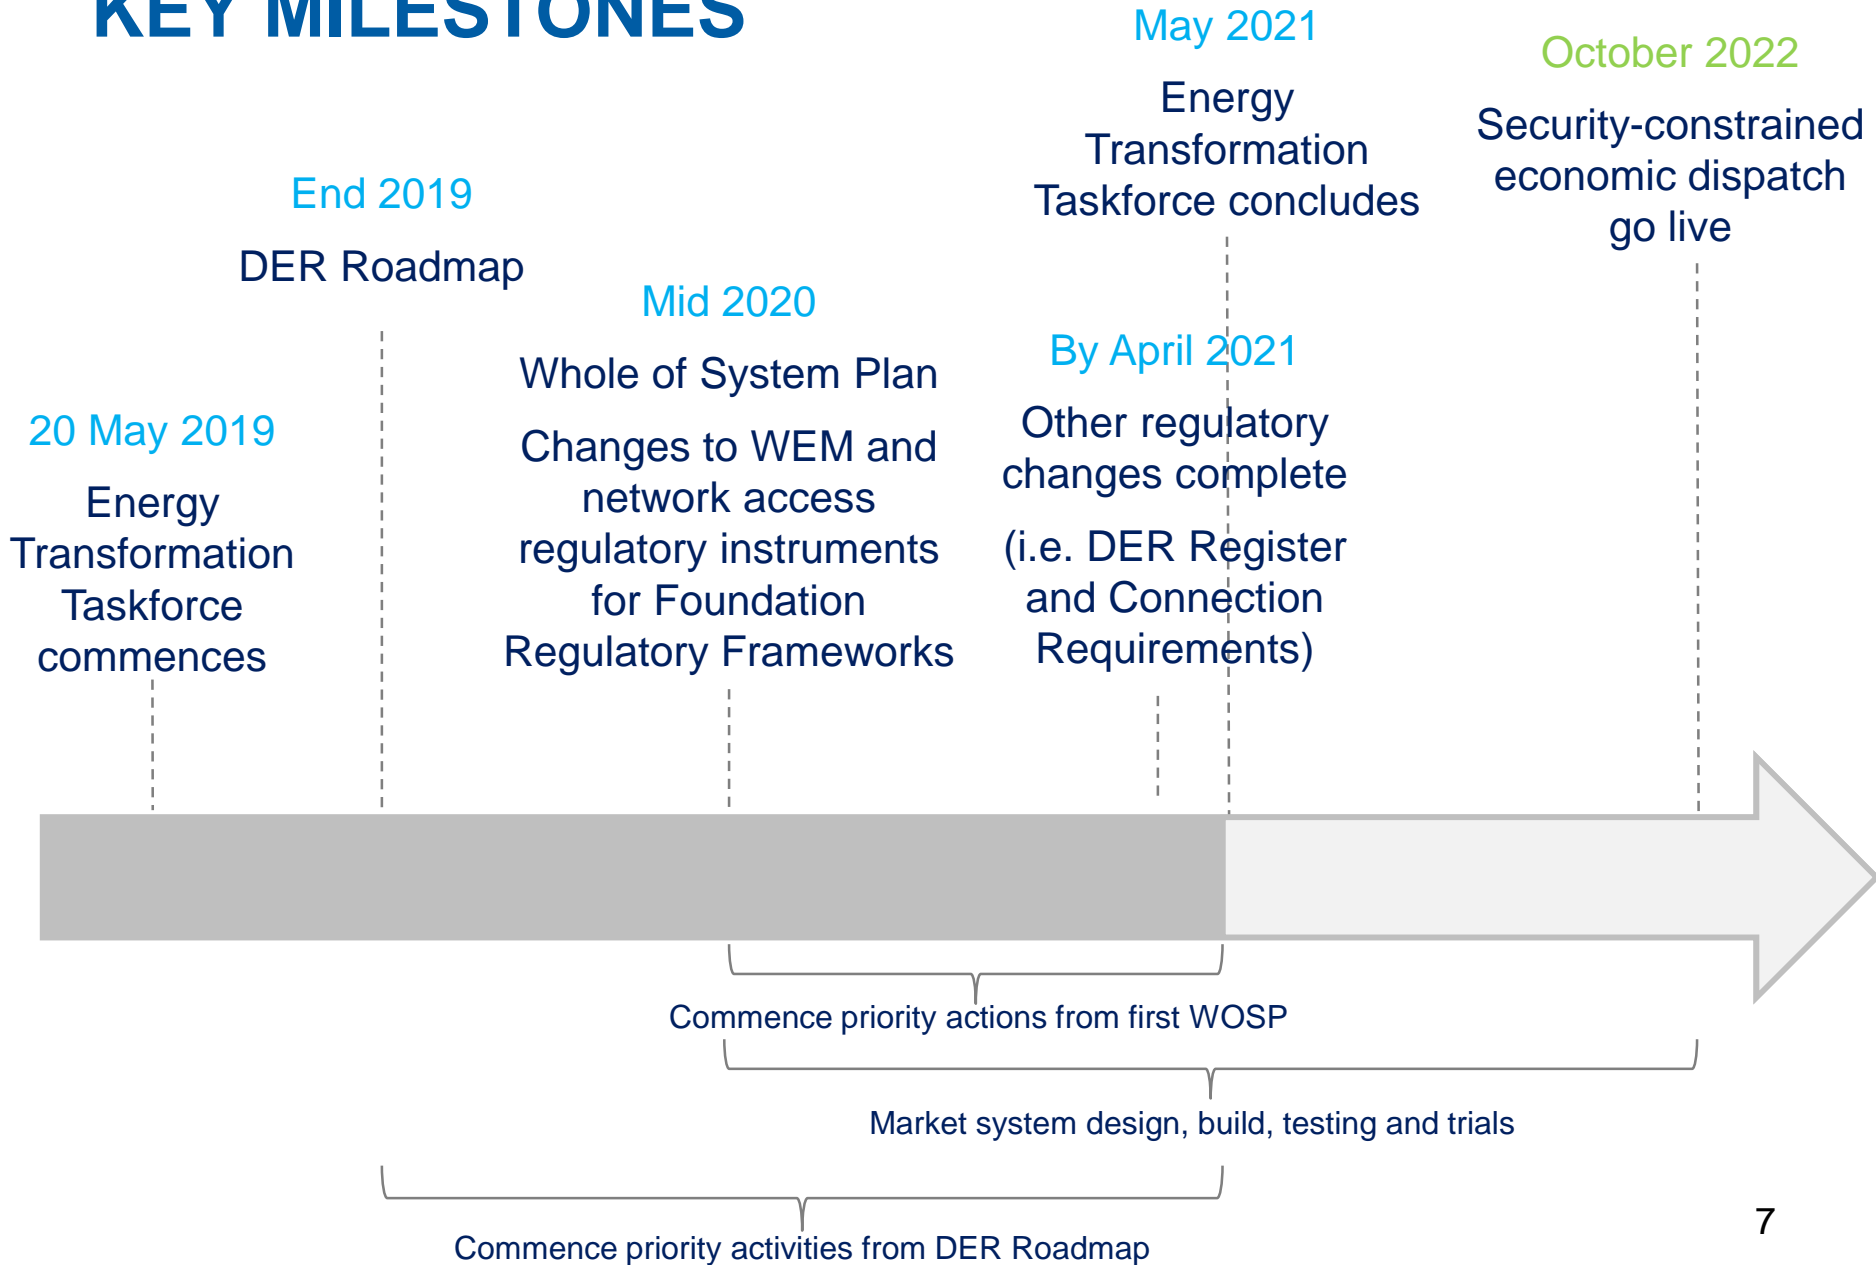 KEY MILESTONES
20 May 2019
Energy
Transformation
Taskforce
commences
End 2019
DER Roadmap
Mid 2020
Whole of System Plan
Changes to WEM and
network access
regulatory instruments
for Foundation
Regulatory Frameworks
By April 2021
Other regulatory
changes complete
(i.e. DER Register
and Connection
Requirements)
May 2021
Energy
Transformation
Taskforce concludes
October 2022
Security-constrained
economic dispatch
go live
Commence priority actions from first WOSP
Market system design, build, testing and trials
Commence priority activities from DER Roadmap
7